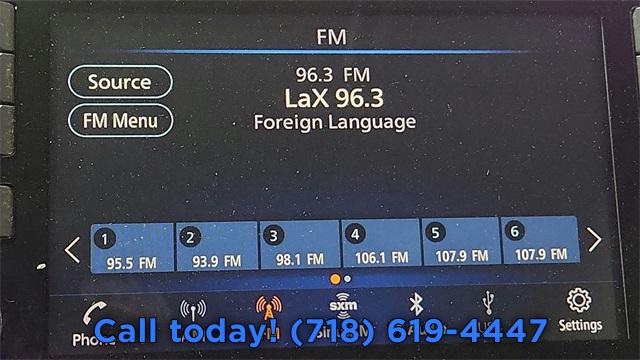 FM
Source
96.3 FM
LaX 96.3
FM Menu
Foreign Language
1 2 3 4 5 6
95.5 FM 93.9 FM 98.1 FM 106.1 FM 107.9 FM 107.9 FM
sxm
Settings
Call today! (718) 619-4447